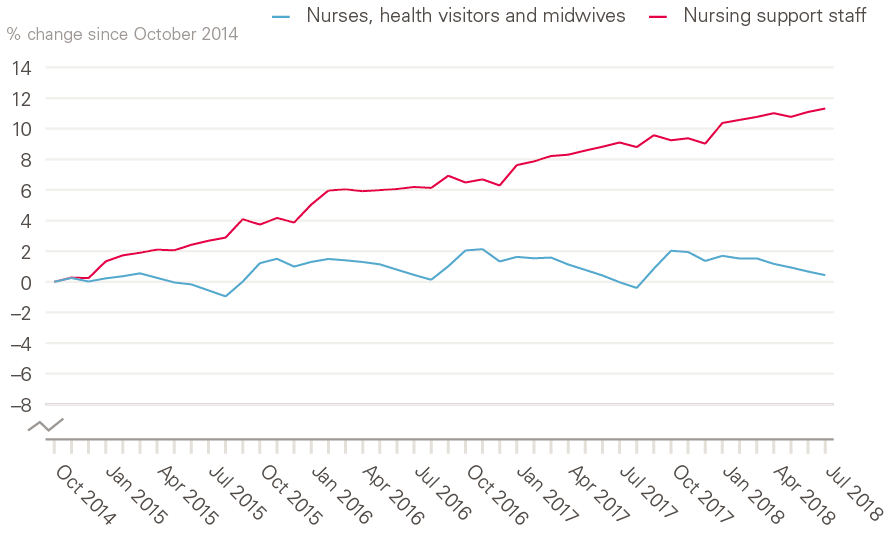 Nurses, health visitors and midwives Nursing support staff
% change since October 2014
14
12
10
8
6
4
2
0
–2
–4
–6
–8
Oct 2014
Jan 2015
Apr 2015
Jul 2015
Oct 2015
Jan 2016
Apr 2016
Jul 2016
Oct 2016
Jan 2017
Apr 2017
Jul 2017
Oct 2017
Jan 2018
Apr 2018
Jul 2018